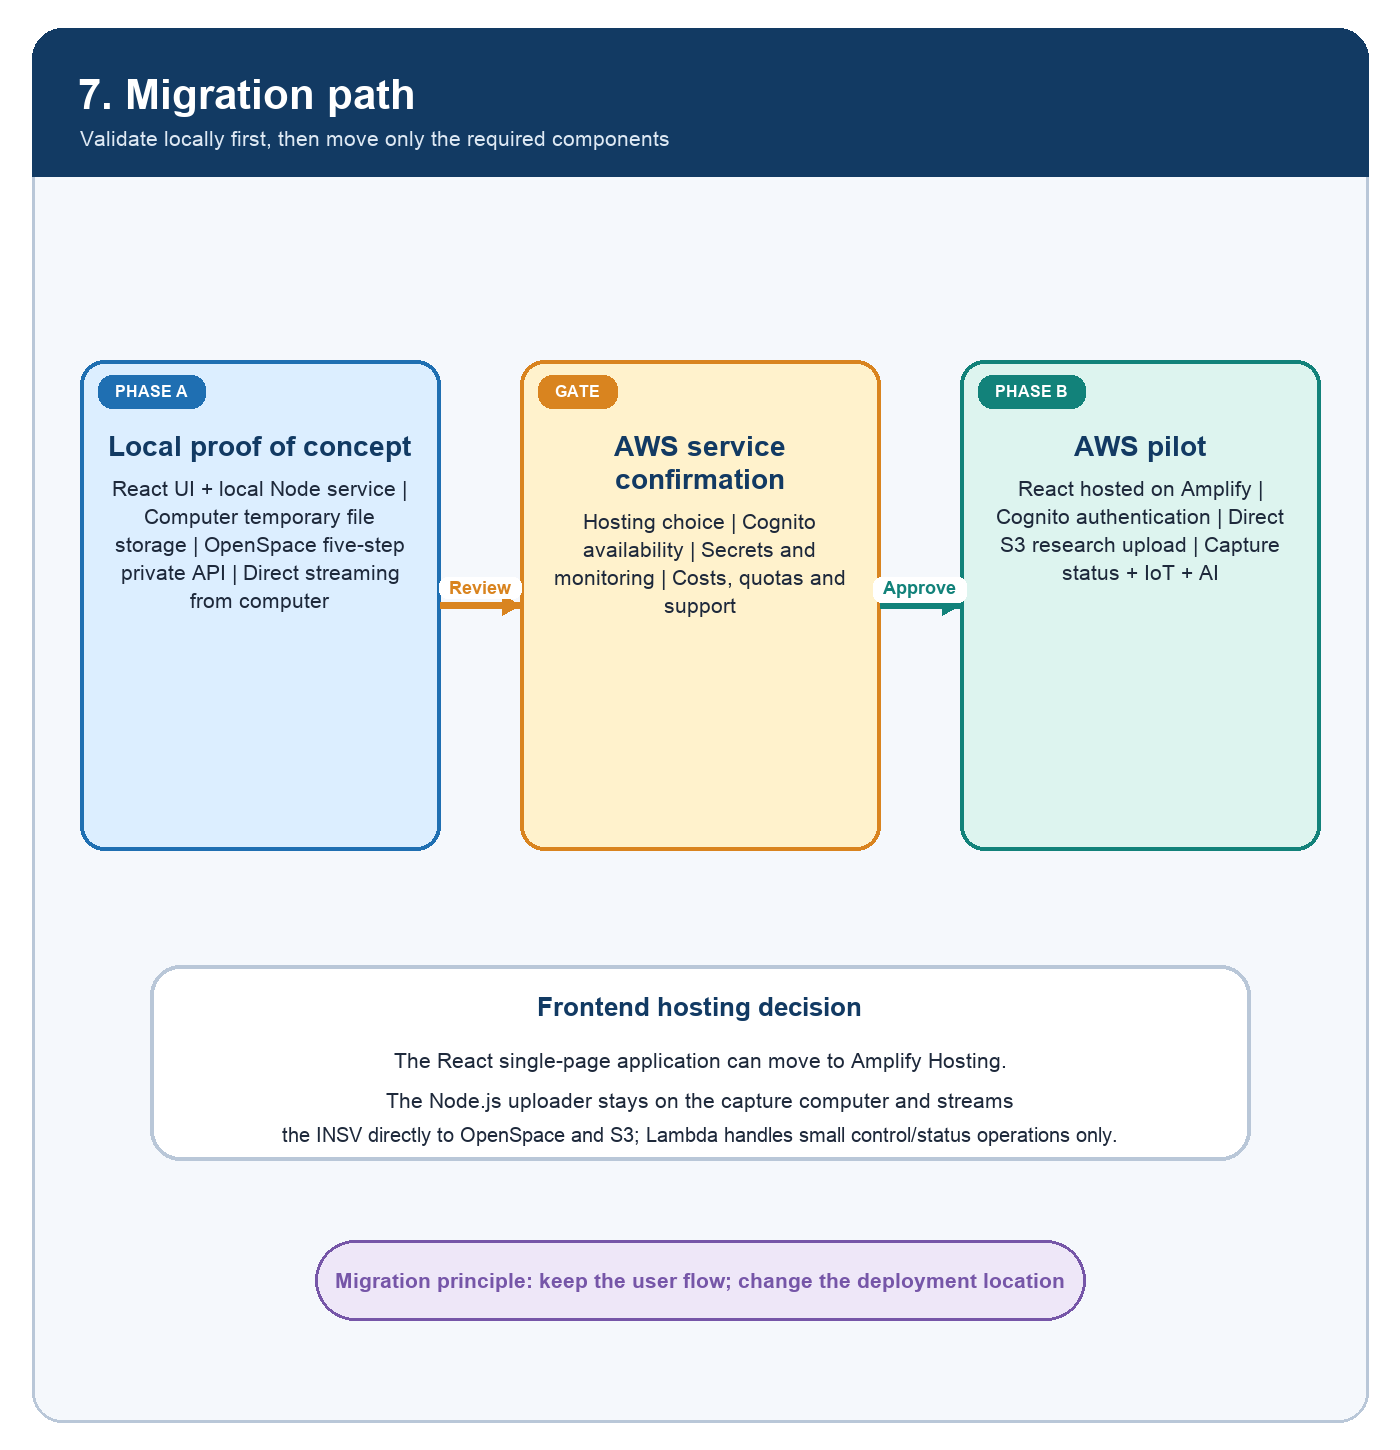 7. Migration path
Validate locally first, then move only the required components
PHASE A
Local proof of concept
React UI + local Node service |
Computer temporary file
storage | OpenSpace five-step
private API | Direct streaming
from computer
Review
GATE
AWS service
confirmation
Hosting choice | Cognito
availability | Secrets and
monitoring | Costs, quotas and
support
Approve
PHASE B
AWS pilot
React hosted on Amplify |
Cognito authentication | Direct
S3 research upload | Capture
status + IoT + AI
Frontend hosting decision
The React single-page application can move to Amplify Hosting.
The Node.js uploader stays on the capture computer and streams
the INSV directly to OpenSpace and S3; Lambda handles small control/status operations only.
Migration principle: keep the user flow; change the deployment location